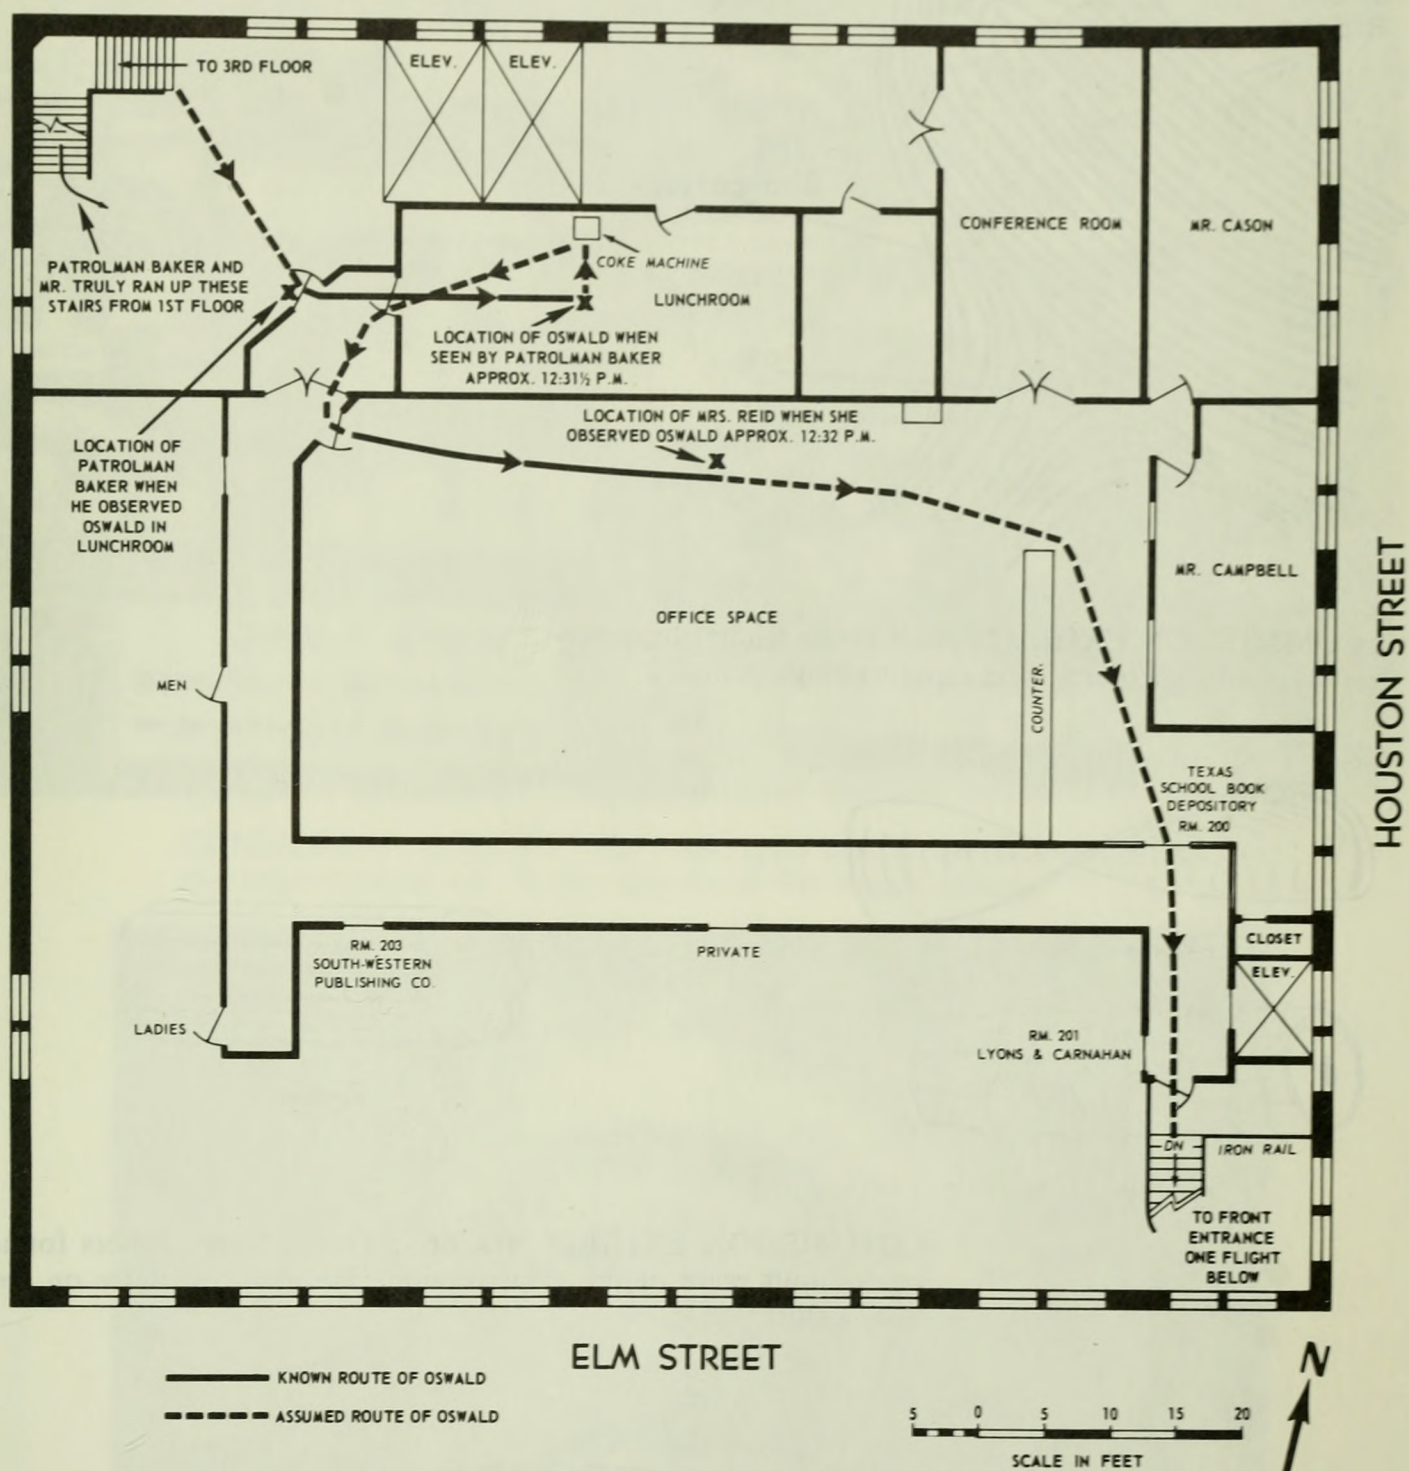 TO 3RD FLOOR
ELEV.
ELEV.
PATROLMAN BAKER AND
MR. TRULY RAN UP THESE
STAIRS FROM 1ST FLOOR
COKE MACHINE
LUNCHROOM
LOCATION OF OSWALD WHEN
SEEN BY PATROLMAN BAKER
APPROX. 12:31½ P.M.
CONFERENCE ROOM
MR. CASON
LOCATION OF
PATROLMAN
BAKER WHEN
HE OBSERVED
OSWALD IN
LUNCHROOM
LOCATION OF MRS. REID WHEN SHE
OBSERVED OSWALD APPROX. 12:32 P.M.
MR. CAMPBELL
OFFICE SPACE
COUNTER.
MEN
TEXAS
SCHOOL BOOK
DEPOSITORY
RM. 200
HOUSTON STREET
RM. 203
SOUTH-WESTERN
PUBLISHING CO.
PRIVATE
CLOSET
ELEV.
LADIES
RM. 201
LYONS & CARNAHAN
DN
IRON RAIL
TO FRONT
ENTRANCE
ONE FLIGHT
BELOW
ELM STREET
KNOWN ROUTE OF OSWALD
ASSUMED ROUTE OF OSWALD
N
5 0 5 10 15 20
SCALE IN FEET